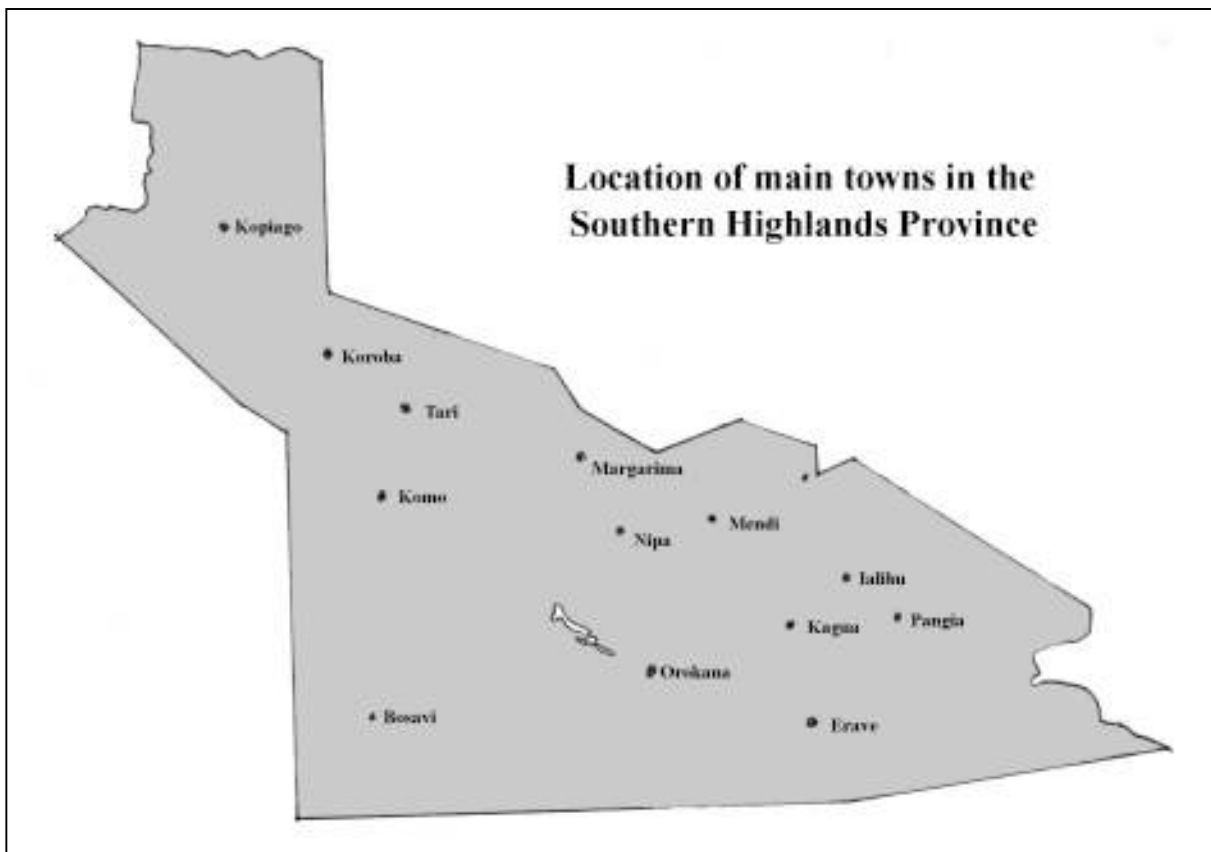 Location of main towns in the
Southern Highlands Province
Kopiago
Koroba
Tari
Margarima
Komo
Mendi
Nipa
Ialibu
Pangia
Kagua
Orokana
Bosavi
Erave